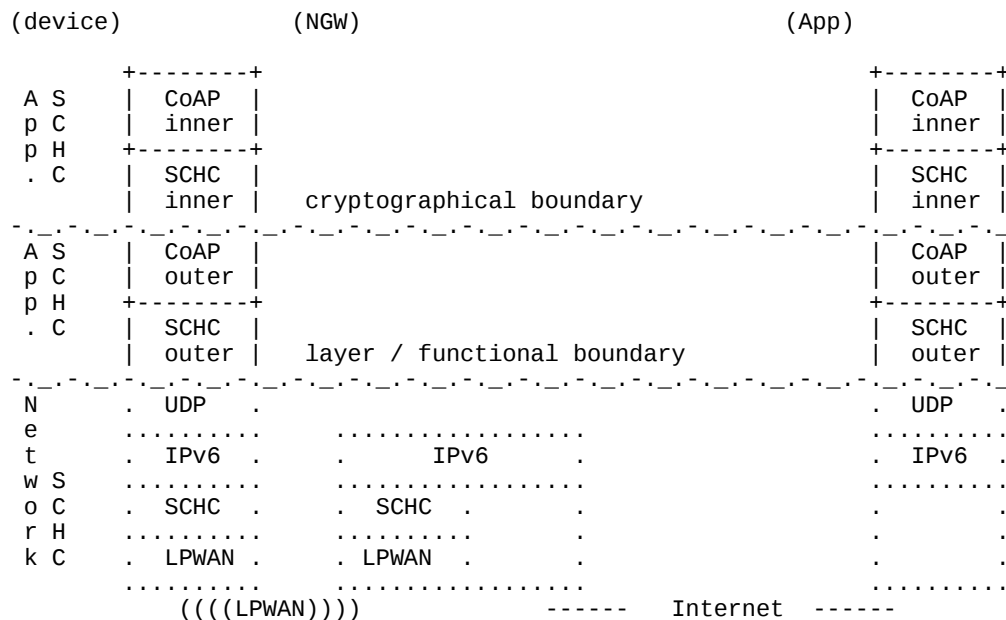 (device)            (NGW)                              (App)

        +--------+                                           +--------+
 A S    |  CoAP  |                                           |  CoAP  |
 p C    |  inner |                                           |  inner |
 p H    +--------+                                           +--------+
 . C    |  SCHC  |                                           |  SCHC  |
        |  inner |   cryptographical boundary                |  inner |
-._.-._.-._.-._.-._.-._.-._.-._.-._.-._.-._.-._.-._.-._.-._.-._.-._.-._
 A S    |  CoAP  |                                           |  CoAP  |
 p C    |  outer |                                           |  outer |
 p H    +--------+                                           +--------+
 . C    |  SCHC  |                                           |  SCHC  |
        |  outer |   layer / functional boundary             |  outer |
-._.-._.-._.-._.-._.-._.-._.-._.-._.-._.-._.-._.-._.-._.-._.-._.-._.-._
 N      .  UDP   .                                           .  UDP   .
 e      ..........     ..................                    ..........
 t      .  IPv6  .     .      IPv6      .                    .  IPv6  .
 w S    ..........     ..................                    ..........
 o C    .  SCHC  .     .  SCHC  .       .                    .        .
 r H    ..........     ..........       .                    .        .
 k C    .  LPWAN .     . LPWAN  .       .                    .        .
        ..........     ..................                    ..........
            ((((LPWAN))))             ------   Internet  ------